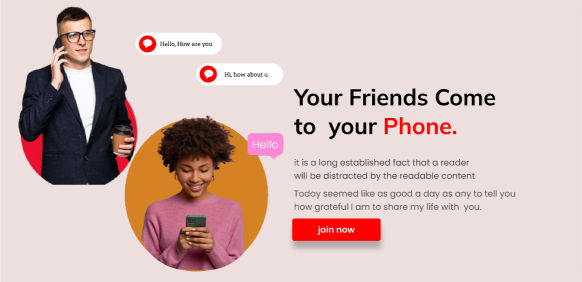 Hello, How are you
Hi, how about u
Hello
Your Friends Come
to your Phone.
it is a long established fact that a reader
will be distracted by the readable content
Today seemed like as good a day as any to tell you
how grateful I am to share my life with you.
join now